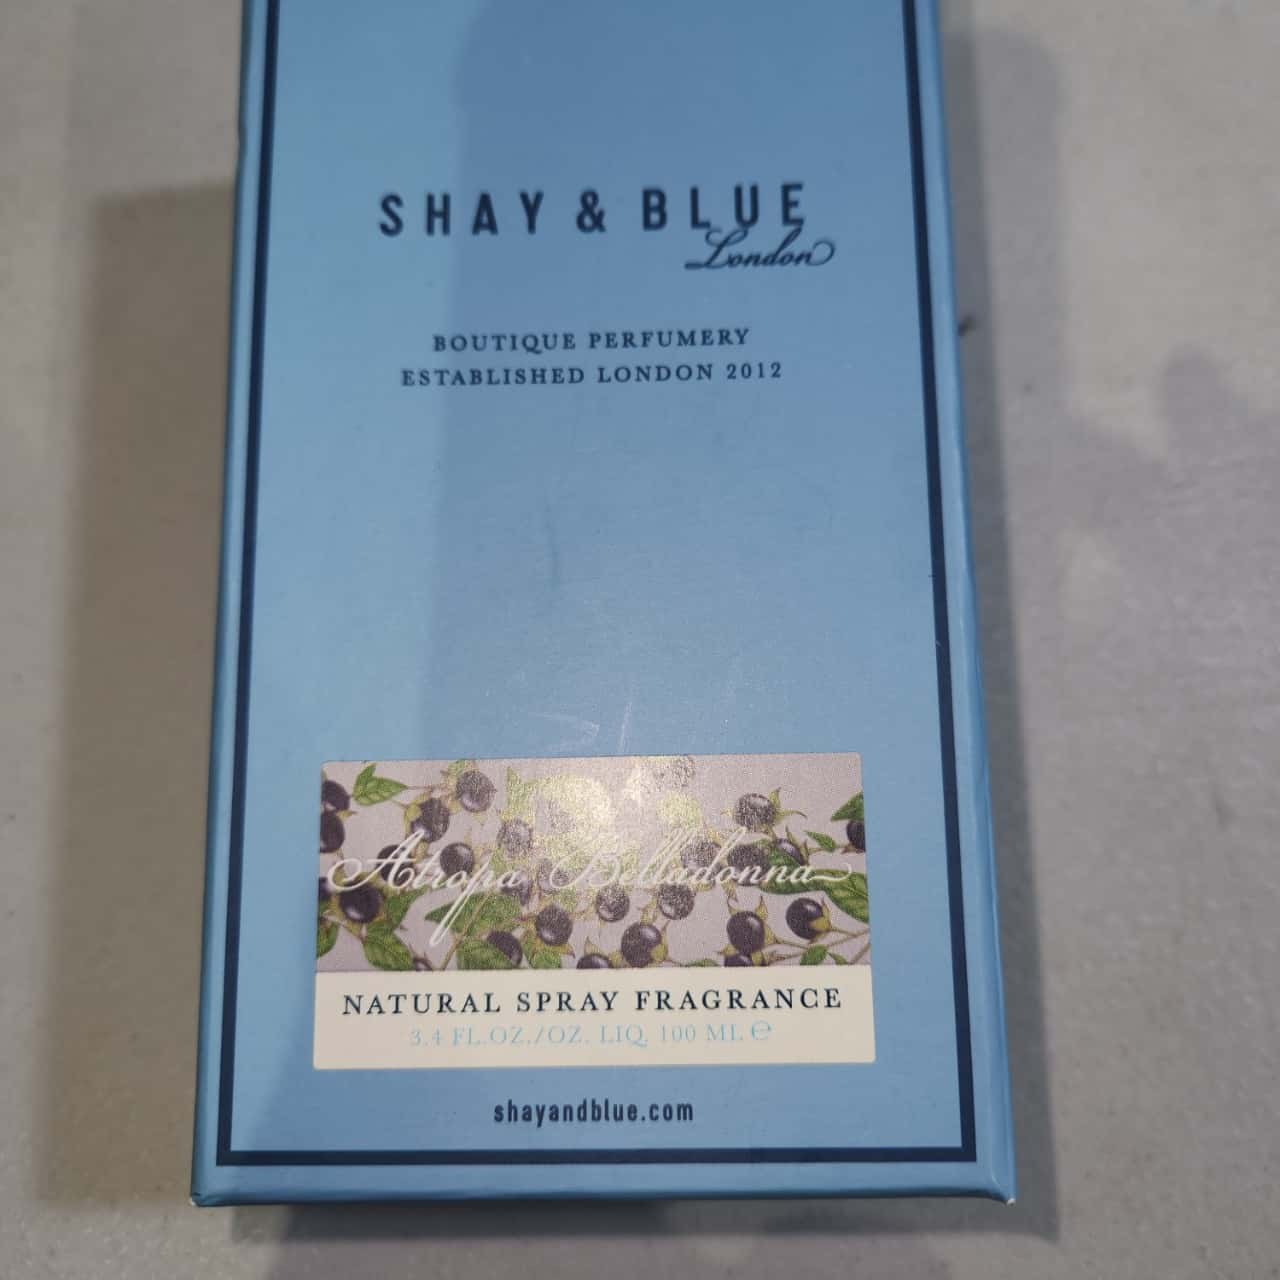 SHAY & BLUE
London
BOUTIQUE PERFUMERY
ESTABLISHED LONDON 2012
Atropa Belladonna
NATURAL SPRAY FRAGRANCE
3.4 FL.OZ./OZ. LIQ. 100 ML ℮
shayandblue.com